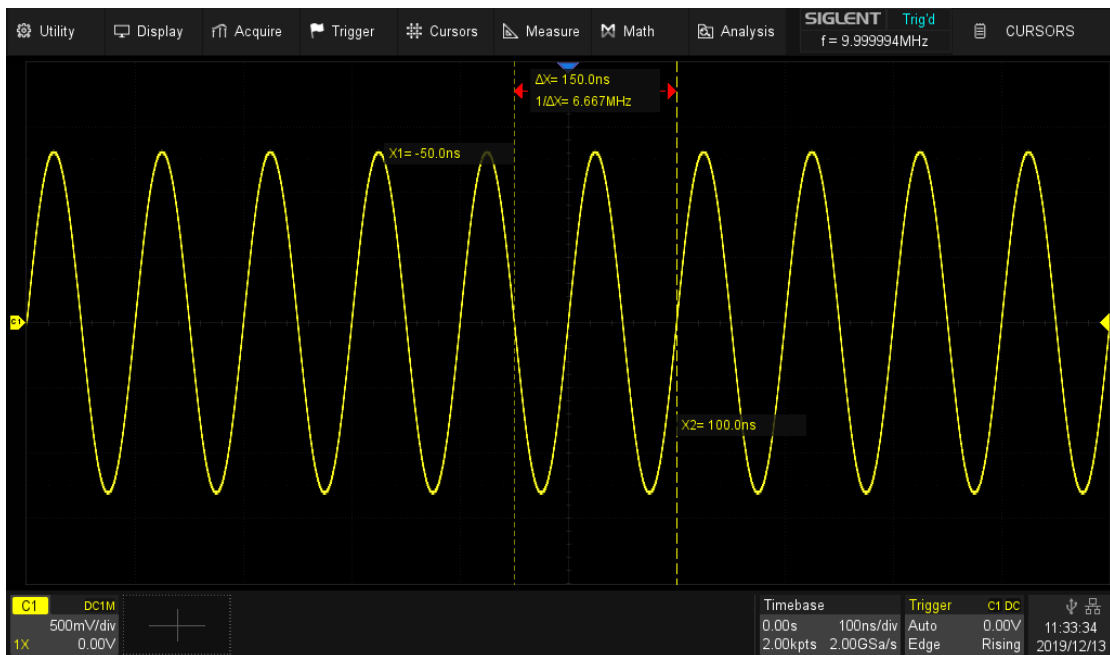 Utility Display Acquire Trigger Cursors Measure Math Analysis SIGLENT Trig'd CURSORS
f = 9.999994MHz
ΔX= 150.0ns
1/ΔX= 6.667MHz
X1= -50.0ns
C1
X2= 100.0ns
C1 DC1M
500mV/div
1X 0.00V
Timebase
0.00s 100ns/div
2.00kpts 2.00GSa/s
Trigger C1 DC
Auto 0.00V
Edge Rising
11:33:34
2019/12/13